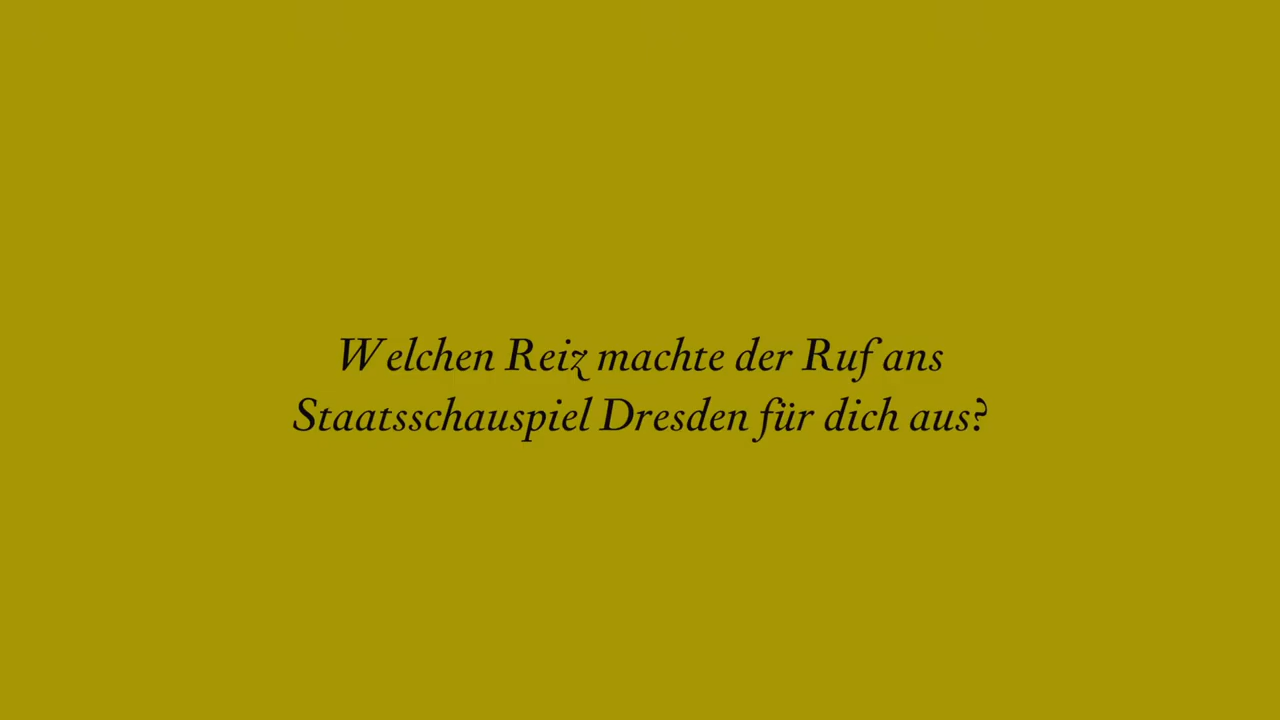 Welchen Reiz machte der Ruf ans
Staatsschauspiel Dresden für dich aus?